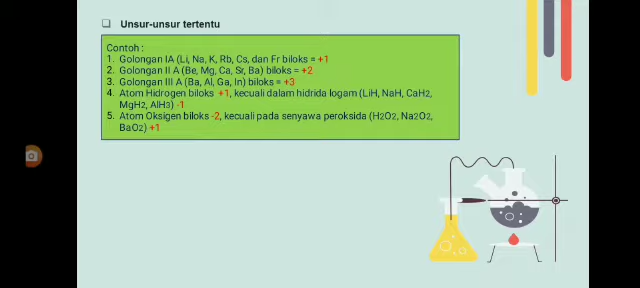 ❑ Unsur-unsur tertentu
Contoh :
1. Golongan IA (Li, Na, K, Rb, Cs, dan Fr biloks = +1
2. Golongan II A (Be, Mg, Ca, Sr, Ba) biloks = +2
3. Golongan III A (Ba, Al, Ga, In) biloks = +3
4. Atom Hidrogen biloks +1, kecuali dalam hidrida logam (LiH, NaH, CaH2,
MgH2, AlH3) -1
5. Atom Oksigen biloks -2, kecuali pada senyawa peroksida (H2O2, Na2O2,
BaO2) +1